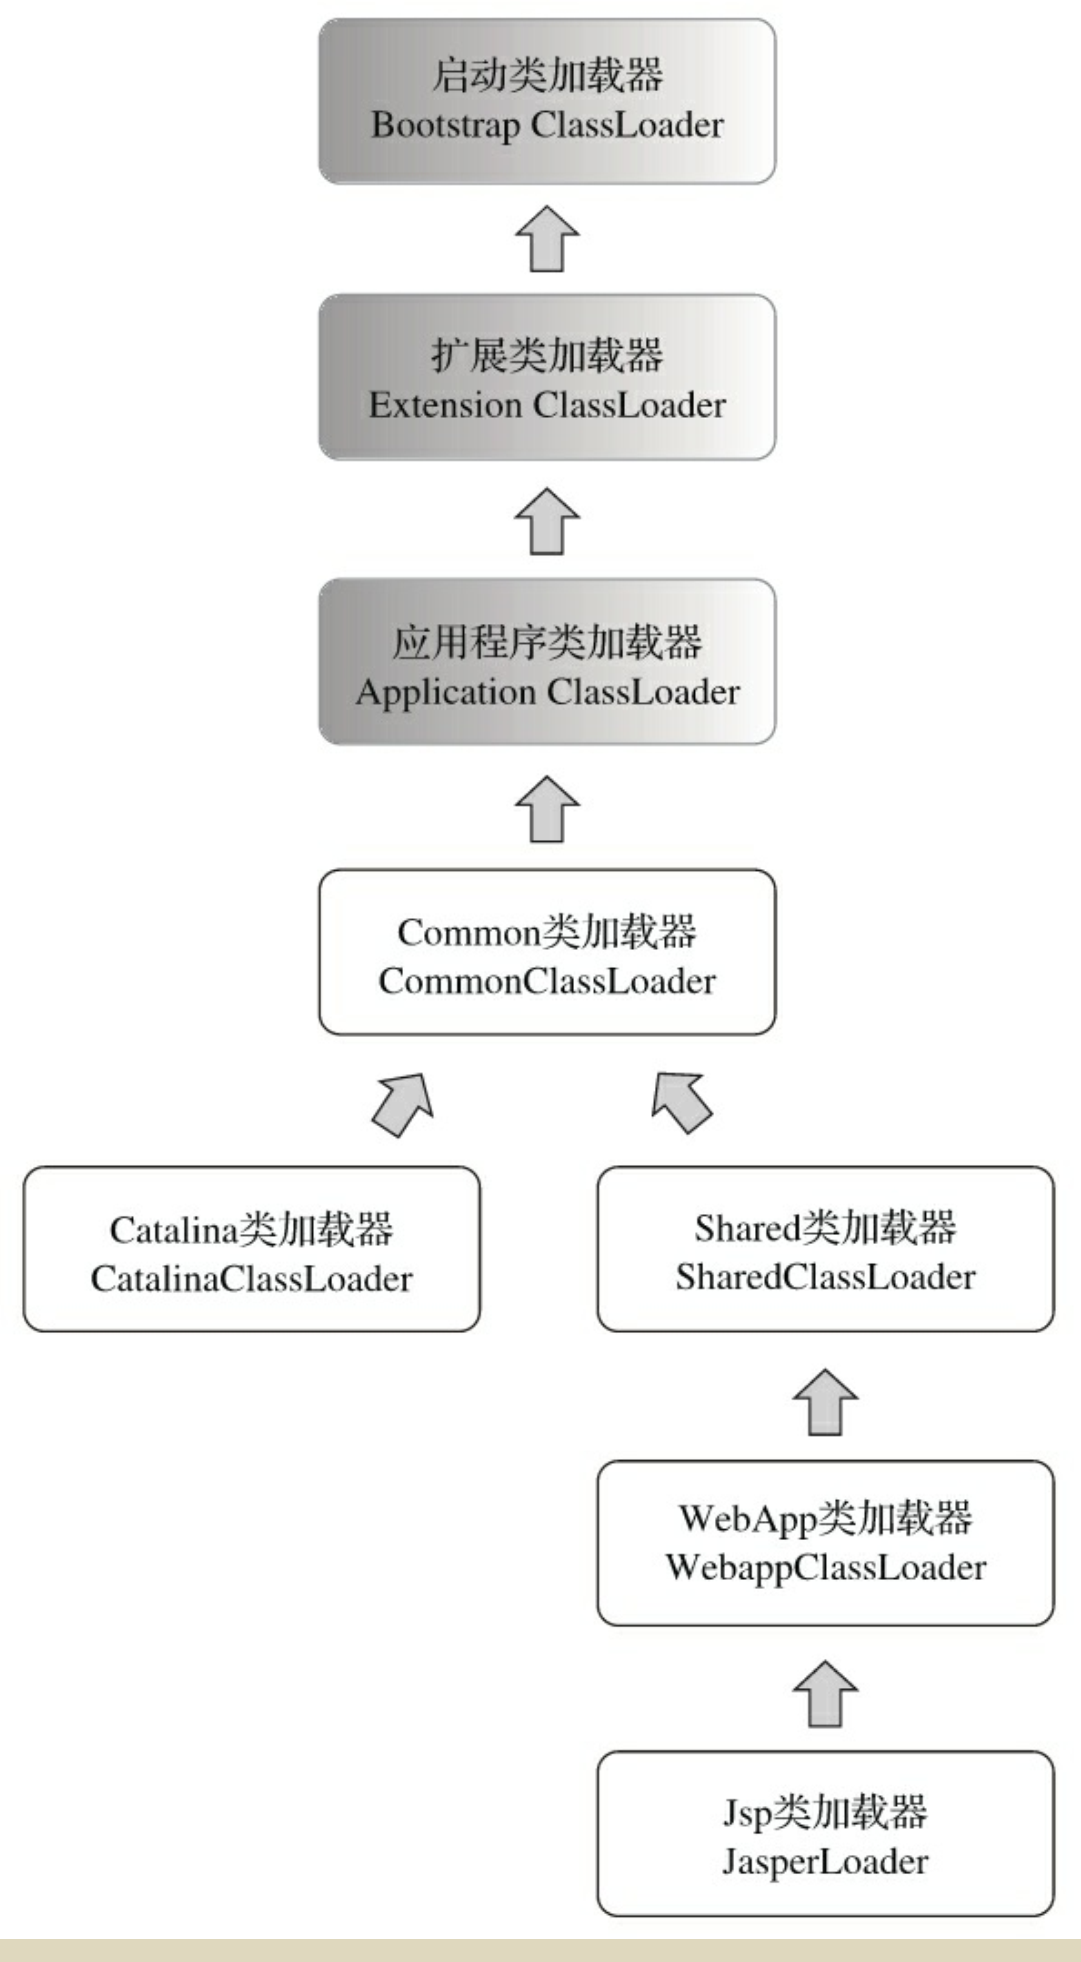 启动类加载器
Bootstrap ClassLoader
扩展类加载器
Extension ClassLoader
应用程序类加载器
Application ClassLoader
Common类加载器
CommonClassLoader
Catalina类加载器
CatalinaClassLoader
Shared类加载器
SharedClassLoader
WebApp类加载器
WebappClassLoader
Jsp类加载器
JasperLoader